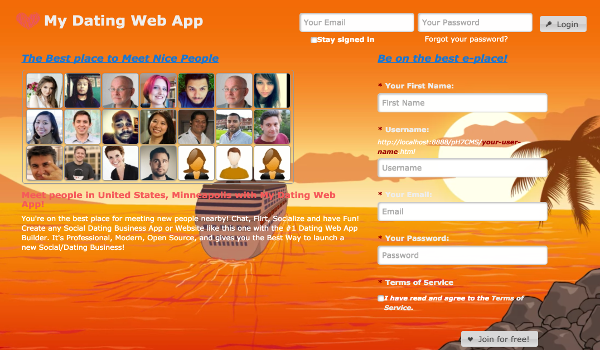 My Dating Web App
Your Email
Your Password
Login
Stay signed in
Forgot your password?
The Best place to Meet Nice People
Meet people in United States, Minneapolis with My Dating Web
App!
You're on the best place for meeting new people nearby! Chat, Flirt, Socialize and have Fun!
Create any Social Dating Business App or Website like this one with the #1 Dating Web App
Builder. It's Professional, Modern, Open Source, and gives you the Best Way to launch a
new Social/Dating Business!
Be on the best e-place!
* Your First Name:
First Name
* Username:
http://localhost:8888/pH7CMS/your-user-
name.html
Username
* Your Email:
Email
* Your Password:
Password
* Terms of Service
I have read and agree to the Terms of
Service.
Join for free!